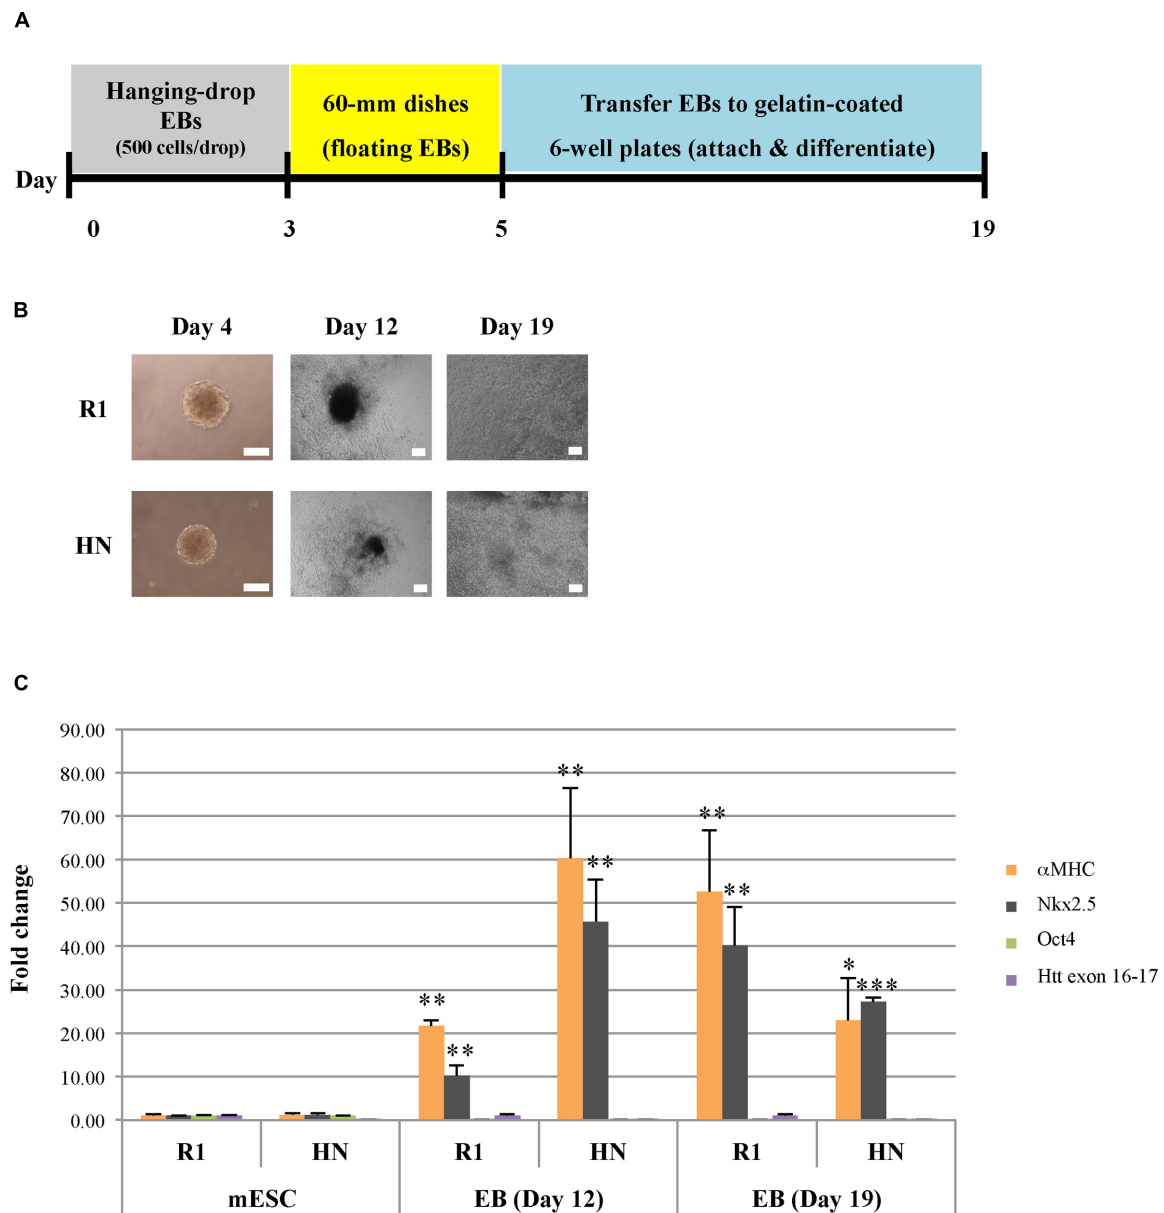 A
Hanging-drop
EBs
(500 cells/drop)
60-mm dishes
(floating EBs)
Transfer EBs to gelatin-coated
6-well plates (attach & differentiate)
Day
0 3 5 19
B
Day 4 Day 12 Day 19
R1
HN
C
90.00
80.00
70.00
60.00
50.00
40.00
30.00
20.00
10.00
0.00
Fold change
** ** ** ** ** ** * ***
αMHC
Nkx2.5
Oct4
Htt exon 16-17
R1 HN R1 HN R1 HN
mESC EB (Day 12) EB (Day 19)